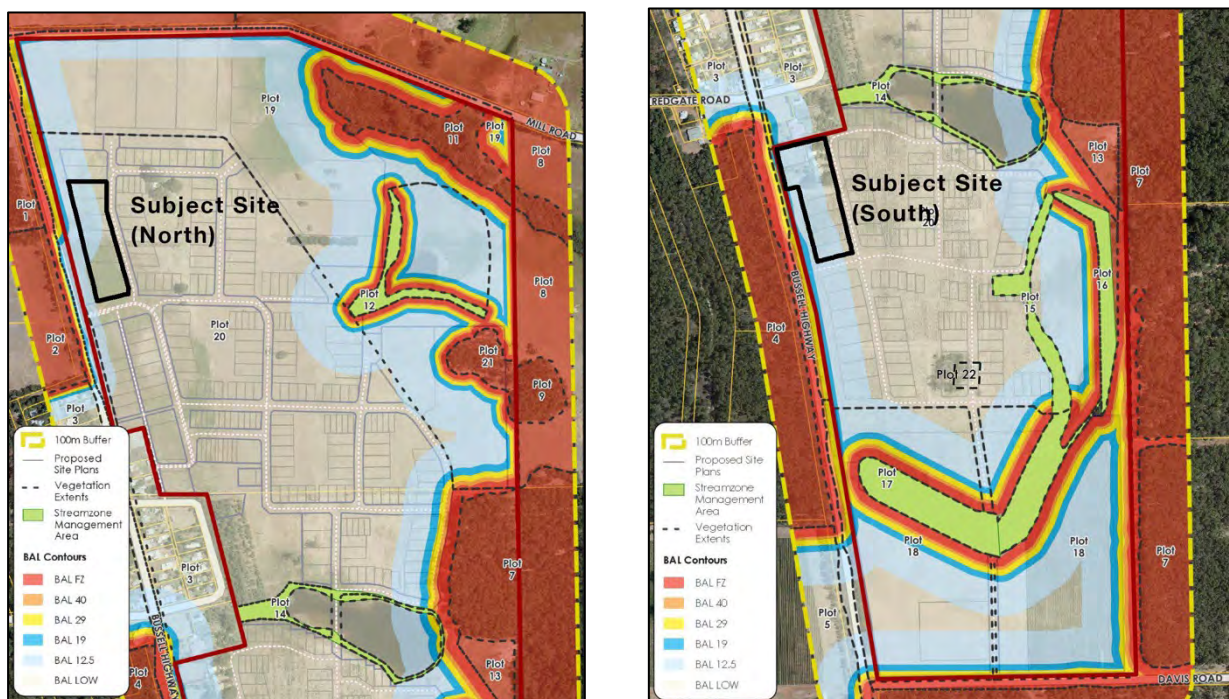 Plot
19
Plot
11
Plot
19
MILL ROAD
Plot
8
Plot
1
Subject Site
(North)
Plot
8
Plot
12
Plot
2
Plot
20
Plot
21
Plot
9
Plot
3
Plot
3
Plot
7
Plot
14
BUSSELL HIGHWAY
Plot
4
Plot
13
100m Buffer
Proposed
Site Plans
Vegetation
Extents
Streamzone
Management
Area
BAL Contours
BAL FZ
BAL 40
BAL 29
BAL 19
BAL 12.5
BAL LOW
Plot
3
Plot
3
REDGATE ROAD
Plot
14
Plot
13
Plot
7
Subject Site
(South)
Plot
20
Plot
16
Plot
15
BUSSELL HIGHWAY
Plot
4
Plot 22
Plot
17
Plot
18
Plot
18
Plot
7
Plot
5
DAVIS ROAD
100m Buffer
Proposed Site
Plans
Streamzone
Management
Area
Vegetation
Extents
BAL Contours
BAL FZ
BAL 40
BAL 29
BAL 19
BAL 12.5
BAL LOW